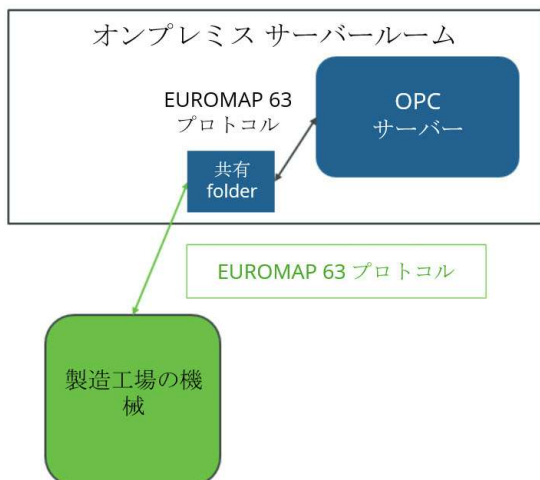 オンプレミス サーバールーム
EUROMAP 63
プロトコル
OPC
サーバー
共有
folder
EUROMAP 63 プロトコル
製造工場の機
械